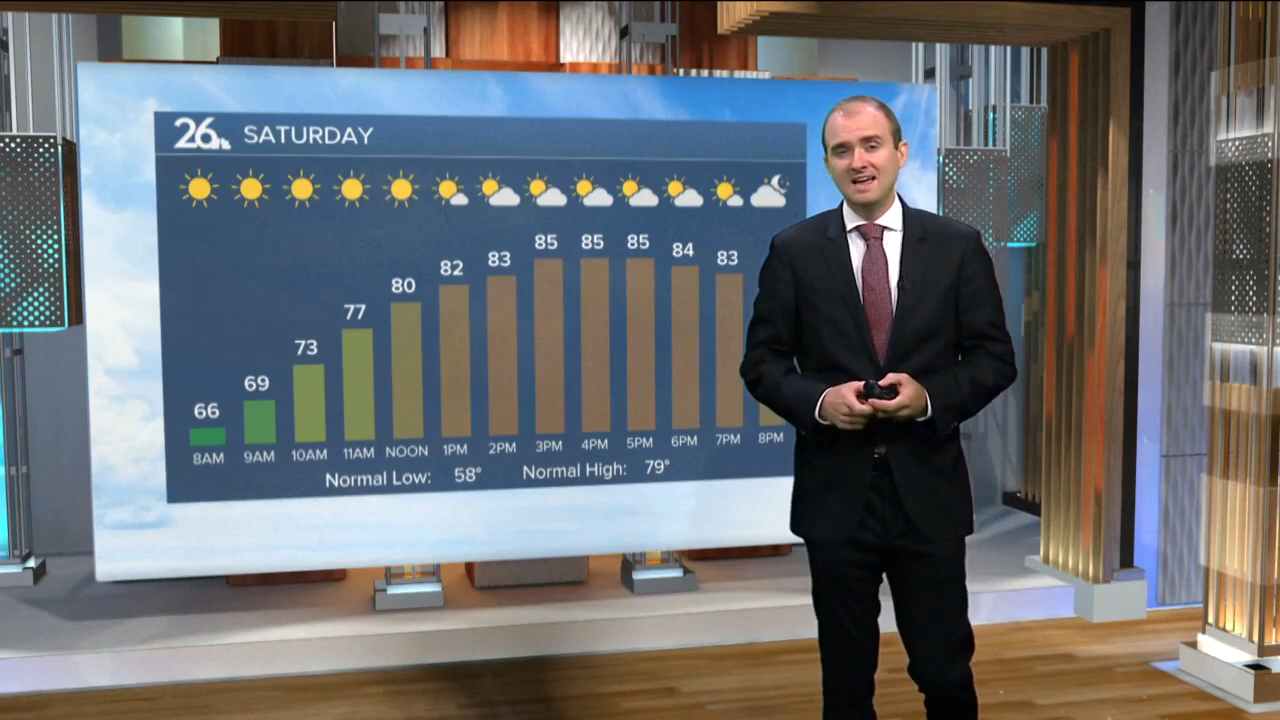 26 SATURDAY
85 85 85
82 83 84 83
80
77
73
69
66
8AM 9AM 10AM 11AM NOON 1PM 2PM 3PM 4PM 5PM 6PM 7PM 8PM
Normal Low: 58° Normal High: 79°